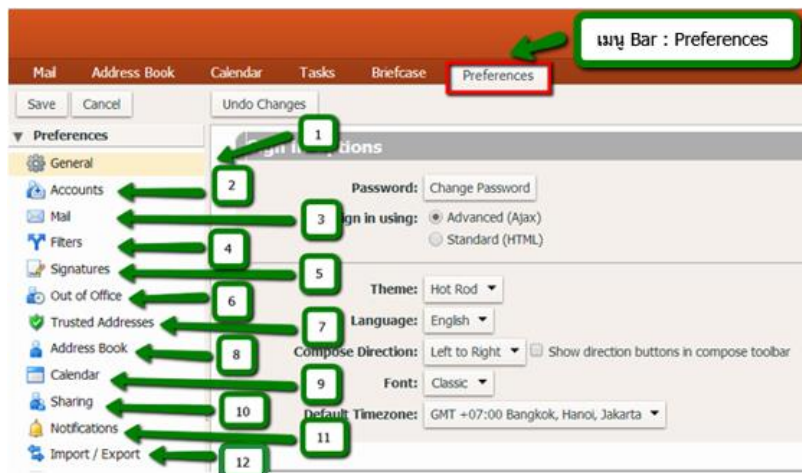 เมนู Bar : Preferences
Mail Address Book Calendar Tasks Briefcase Preferences
Save Cancel Undo Changes
Preferences
1
General
2
Password: Change Password
Accounts
3
in using: Advanced (Ajax)
Mail
4
Standard (HTML)
Filters
5
Signatures
6
Theme: Hot Rod
Out of Office
7
Language: English
Trusted Addresses
8
Compose Direction: Left to Right Show direction buttons in compose toolbar
Address Book
9
Font: Classic
Calendar
10
Default Timezone: GMT +07:00 Bangkok, Hanoi, Jakarta
Sharing
11
Notifications
12
Import / Export